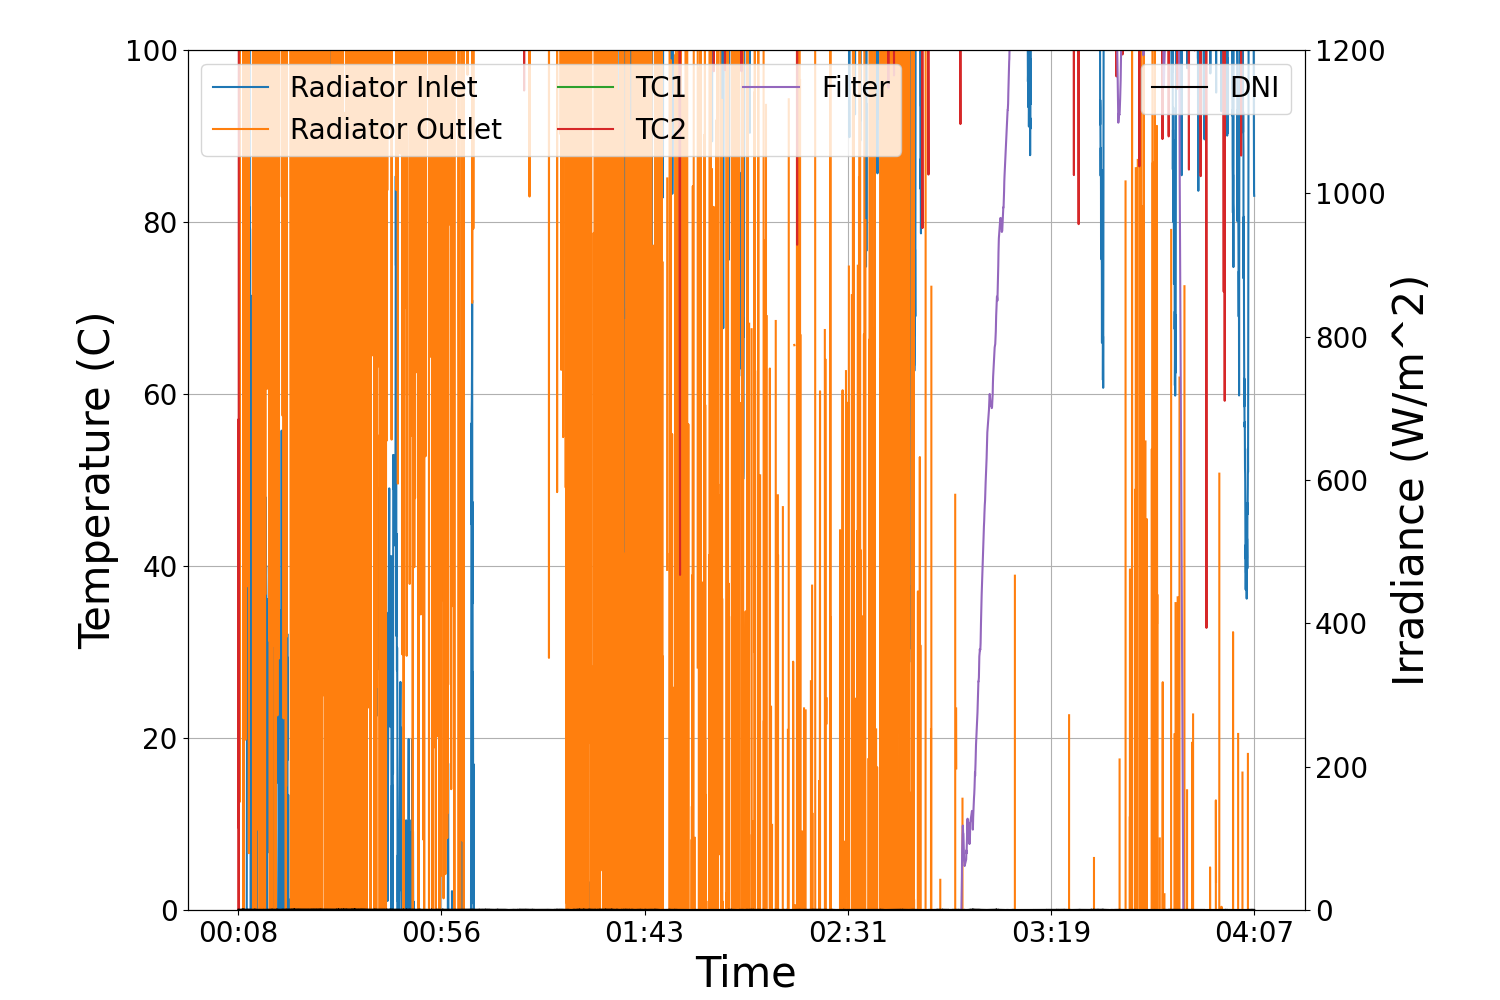 100
80
60
40
20
0
Temperature (C)
Radiator Inlet
Radiator Outlet
TC1
TC2
Filter
DNI
1200
1000
800
600
400
200
0
Irradiance (W/m^2)
00:08
00:56
01:43
02:31
03:19
04:07
Time